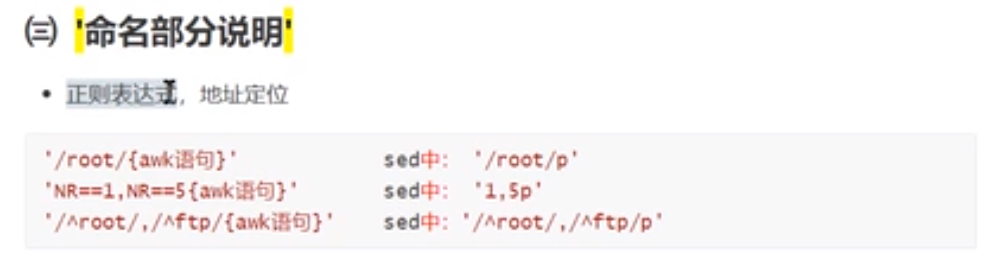 ㈢ '命名部分说明'
• 正则表达式，地址定位
'/root/{awk语句}' sed中： '/root/p'
'NR==1,NR==5{awk语句}' sed中： '1,5p'
'/^root/,/^ftp/{awk语句}' sed中：'/^root/,/^ftp/p'